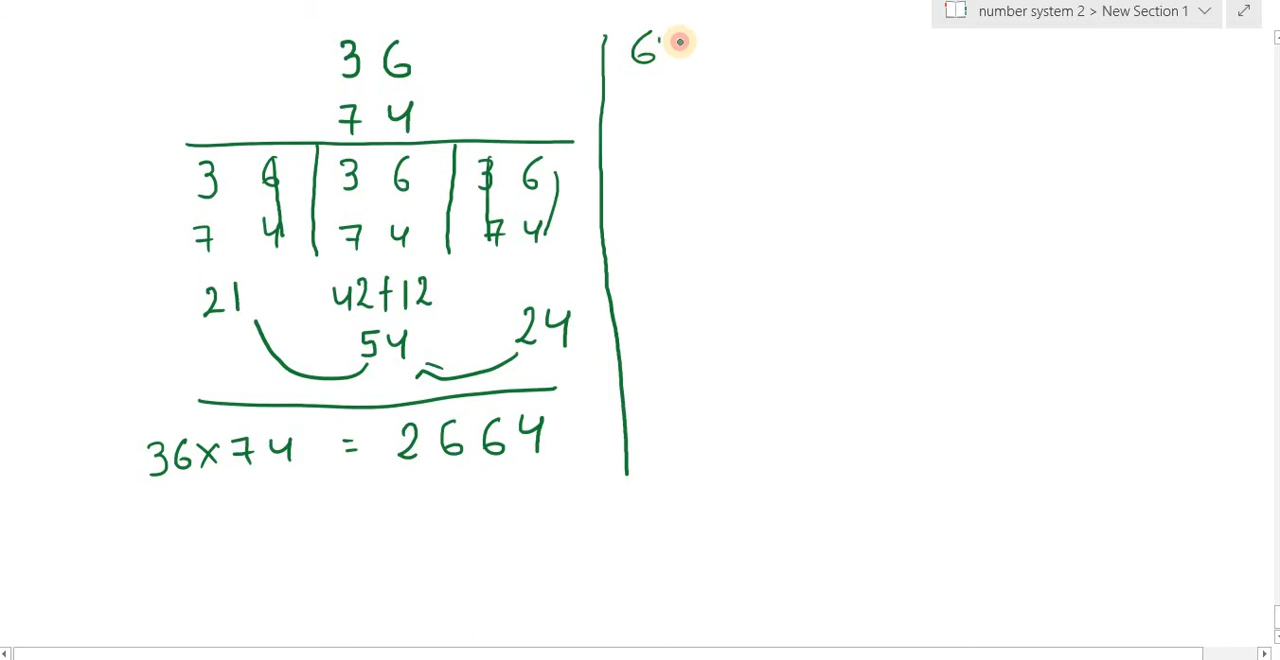 number system 2 > New Section 1
3 6
7 4
3 6 | 3 6 | 3 6
7 4 | 7 4 | 7 4
21 42+12
54 24
36×74 = 2664
6